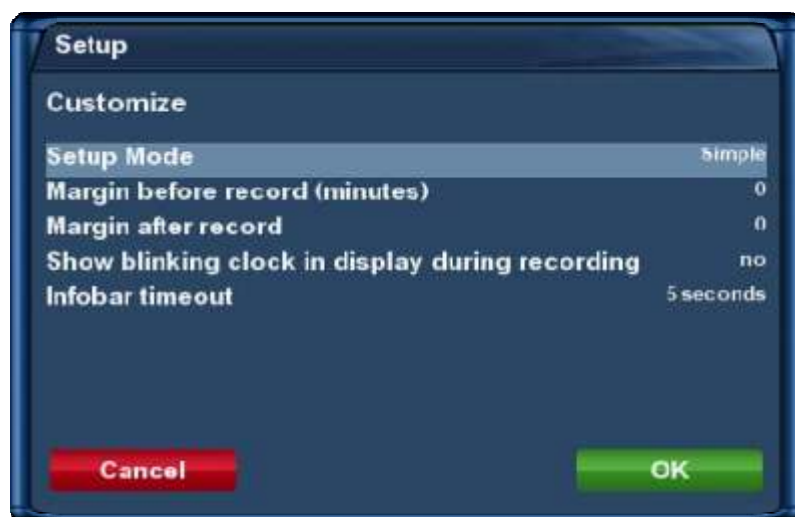 Setup
Customize
Setup Mode Simple
Margin before record (minutes) 0
Margin after record 0
Show blinking clock in display during recording no
Infobar timeout 5 seconds
Cancel OK